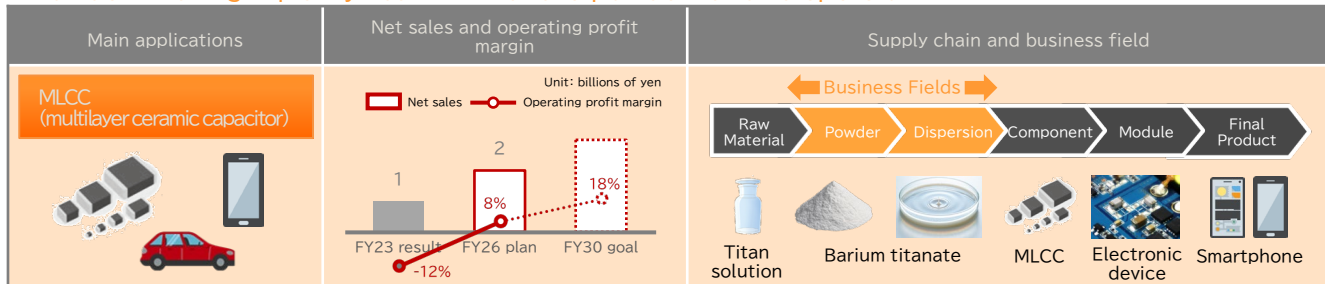 Main applications
Net sales and operating profit
margin
Supply chain and business field
MLCC
(multilayer ceramic capacitor)
Unit: billions of yen
Net sales
Operating profit margin
1
2
8%
18%
-12%
FY23 result
FY26 plan
FY30 goal
Business Fields
Raw
Material
Powder
Dispersion
Component
Module
Final
Product
Titan
solution
Barium titanate
MLCC
Electronic
device
Smartphone